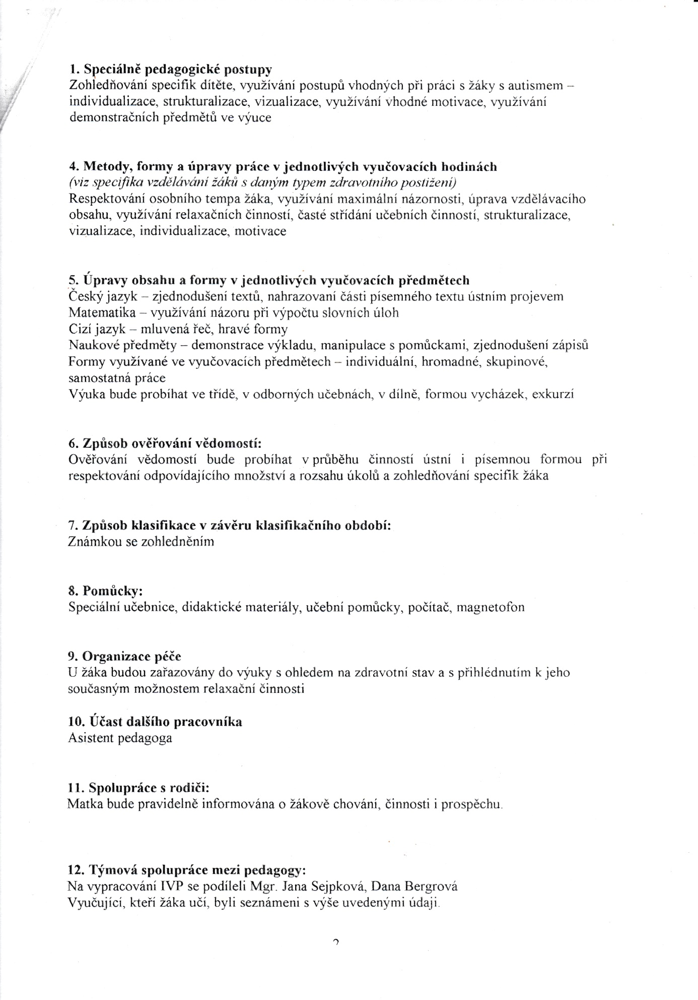 1. Speciálně pedagogické postupy
Zohledňování specifik dítěte, využívání postupů vhodných při práci s žáky s autismem –
individualizace, strukturalizace, vizualizace, využívání vhodné motivace, využívání
demonstračních předmětů ve výuce
4. Metody, formy a úpravy práce v jednotlivých vyučovacích hodinách
(viz specifika vzdělávání žáků s daným typem zdravotního postižení)
Respektování osobního tempa žáka, využívání maximální názornosti, úprava vzdělávacího
obsahu, využívání relaxačních činností, časté střídání učebních činností, strukturalizace,
vizualizace, individualizace, motivace
5. Úpravy obsahu a formy v jednotlivých vyučovacích předmětech
Český jazyk – zjednodušení textů, nahrazovaní části písemného textu ústním projevem
Matematika – využívání názoru při výpočtu slovních úloh
Cizí jazyk – mluvená řeč, hravé formy
Naukové předměty – demonstrace výkladu, manipulace s pomůckami, zjednodušení zápisů
Formy využívané ve vyučovacích předmětech – individuální, hromadné, skupinové,
samostatná práce
Výuka bude probíhat ve třídě, v odborných učebnách, v dílně, formou vycházek, exkurzí
6. Způsob ověřování vědomostí:
Ověřování vědomostí bude probíhat v průběhu činností ústní i písemnou formou při
respektování odpovídajícího množství a rozsahu úkolů a zohledňování specifik žáka
7. Způsob klasifikace v závěru klasifikačního období:
Známkou se zohledněním
8. Pomůcky:
Speciální učebnice, didaktické materiály, učební pomůcky, počítač, magnetofon
9. Organizace péče
U žáka budou zařazovány do výuky s ohledem na zdravotní stav a s přihlédnutím k jeho
současným možnostem relaxační činnosti
10. Účast dalšího pracovníka
Asistent pedagoga
11. Spolupráce s rodiči:
Matka bude pravidelně informována o žákově chování, činnosti i prospěchu.
12. Týmová spolupráce mezi pedagogy:
Na vypracování IVP se podíleli Mgr. Jana Sejpková, Dana Bergrová
Vyučující, kteří žáka učí, byli seznámeni s výše uvedenými údaji.